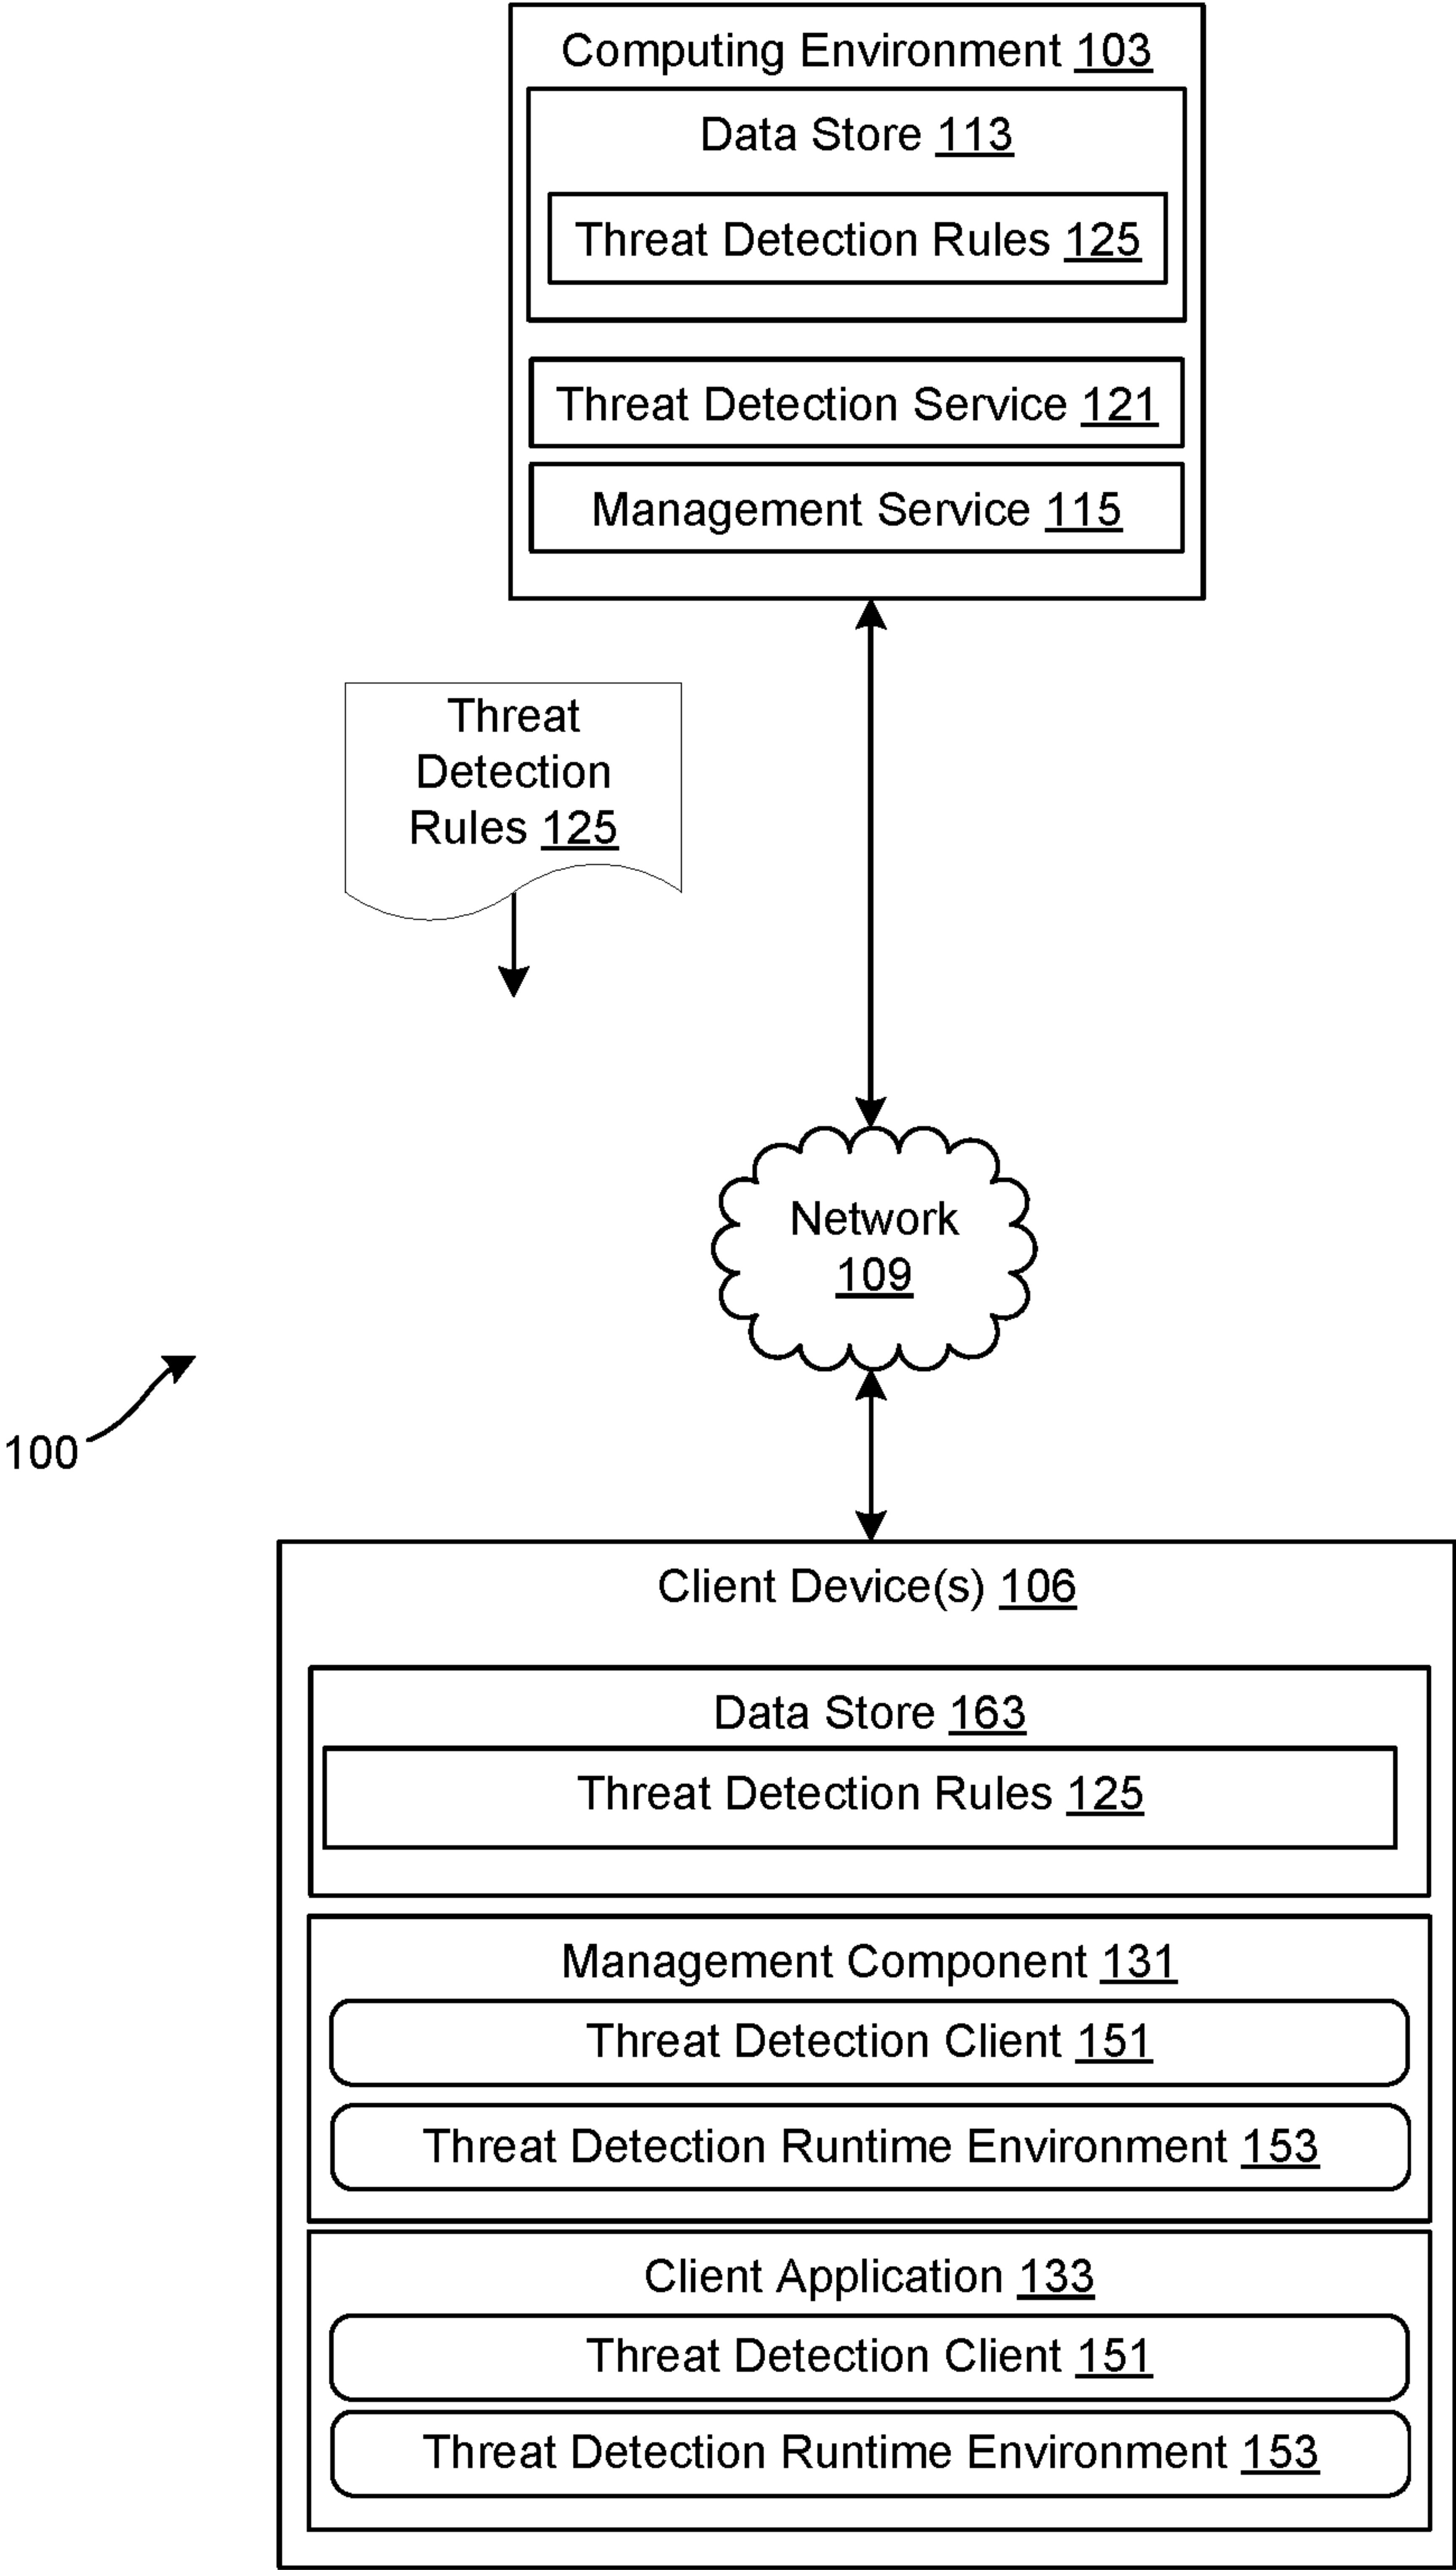 Computing Environment 103
Data Store 113
Threat Detection Rules 125
Threat Detection Service 121
Management Service 115
Threat
Detection
Rules 125
Network
109
100
Client Device(s) 106
Data Store 163
Threat Detection Rules 125
Management Component 131
Threat Detection Client 151
Threat Detection Runtime Environment 153
Client Application 133
Threat Detection Client 151
Threat Detection Runtime Environment 153